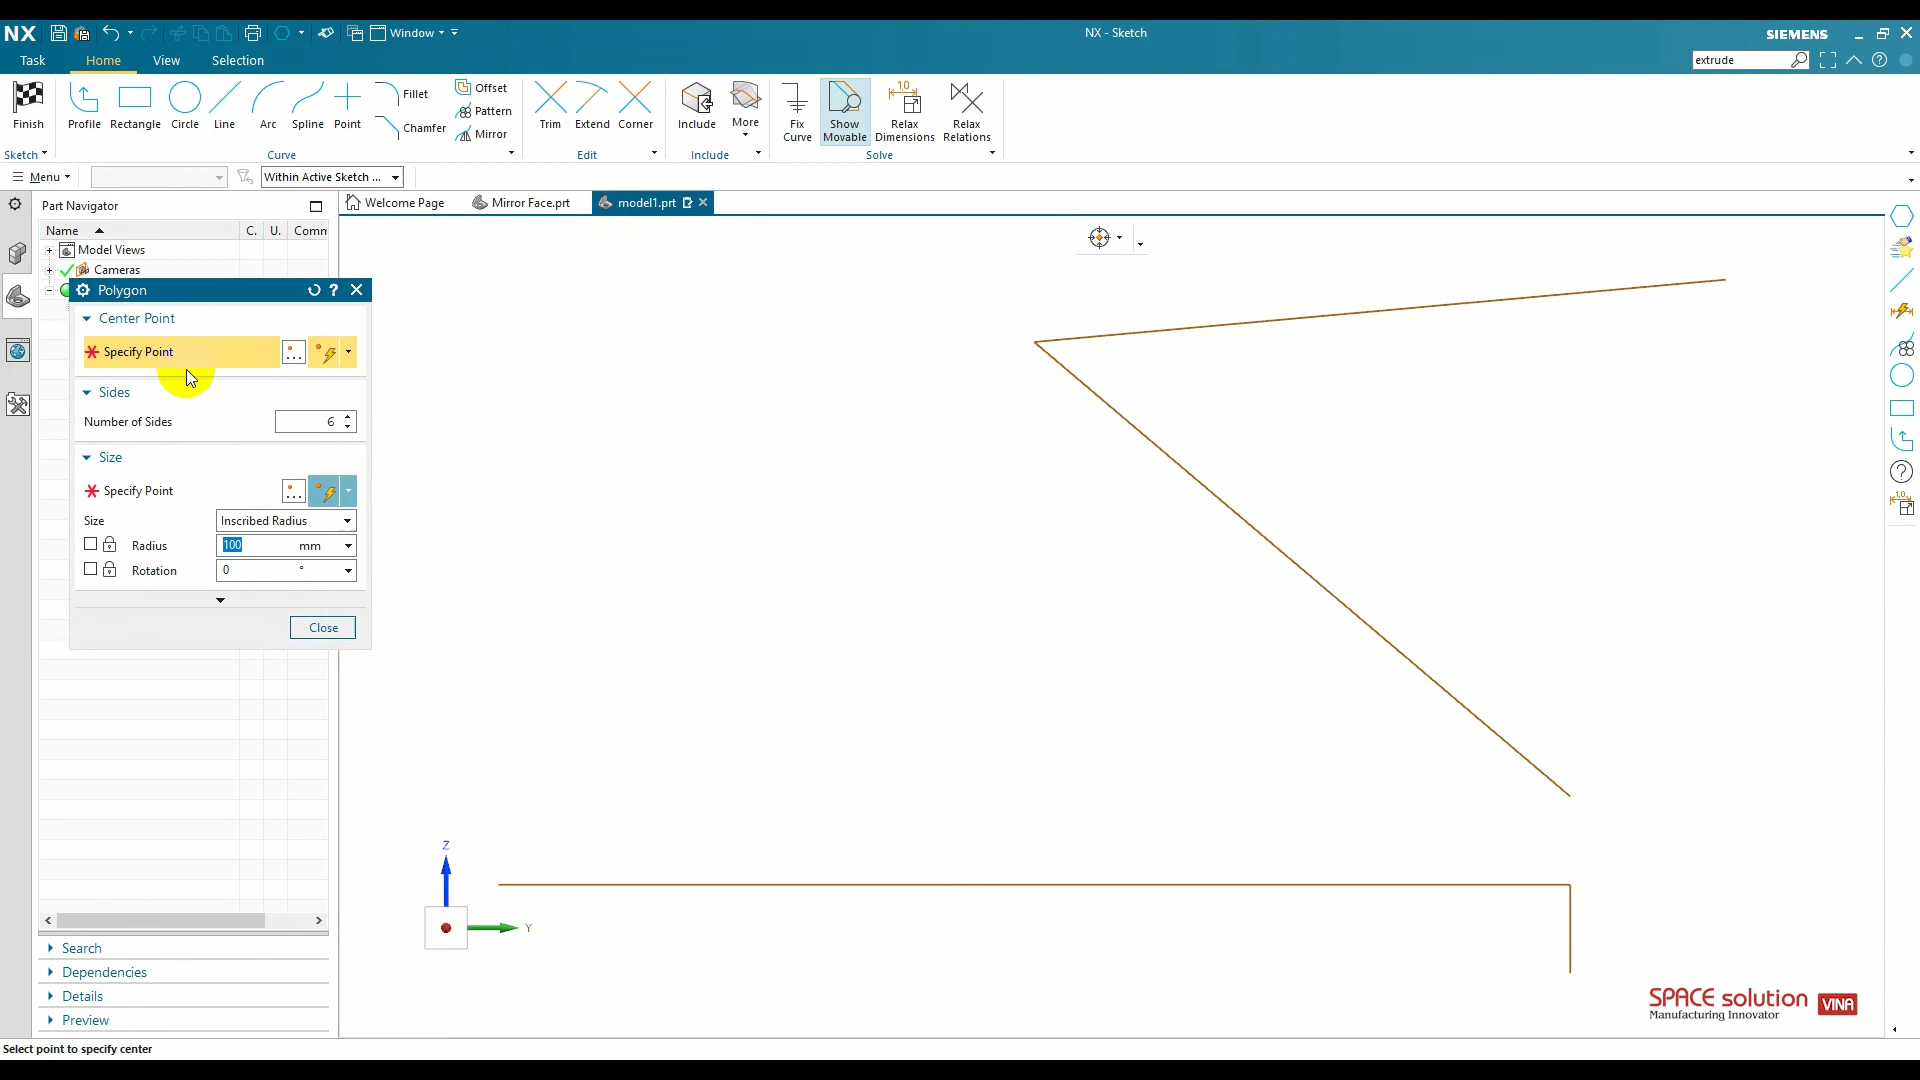 NX
Window
NX - Sketch
SIEMENS
Task
Home
View
Circle
Selection
extrude
Finish
Profile
Rectangle
Circle
Line
Arc
Spline
Point
Fillet
Chamfer
Offset
Pattern
Mirror
Trim
Extend
Corner
Include
More
Fix Curve
Show Movable
Relax Dimensions
Relax Relations
Sketch
Curve
Edit
Include
Solve
Menu
Within Active Sketch ...
Part Navigator
Welcome Page
Mirror Face.prt
model1.prt
Name
C.
U.
Comm
Model Views
Cameras
Polygon
Center Point
Specify Point
Sides
Number of Sides
6
Size
Specify Point
Size
Inscribed Radius
Radius
100 mm
Rotation
0 °
Close
Z
Y
Search
Dependencies
Details
Preview
SPACE solution VINA
Manufacturing Innovator
Select point to specify center